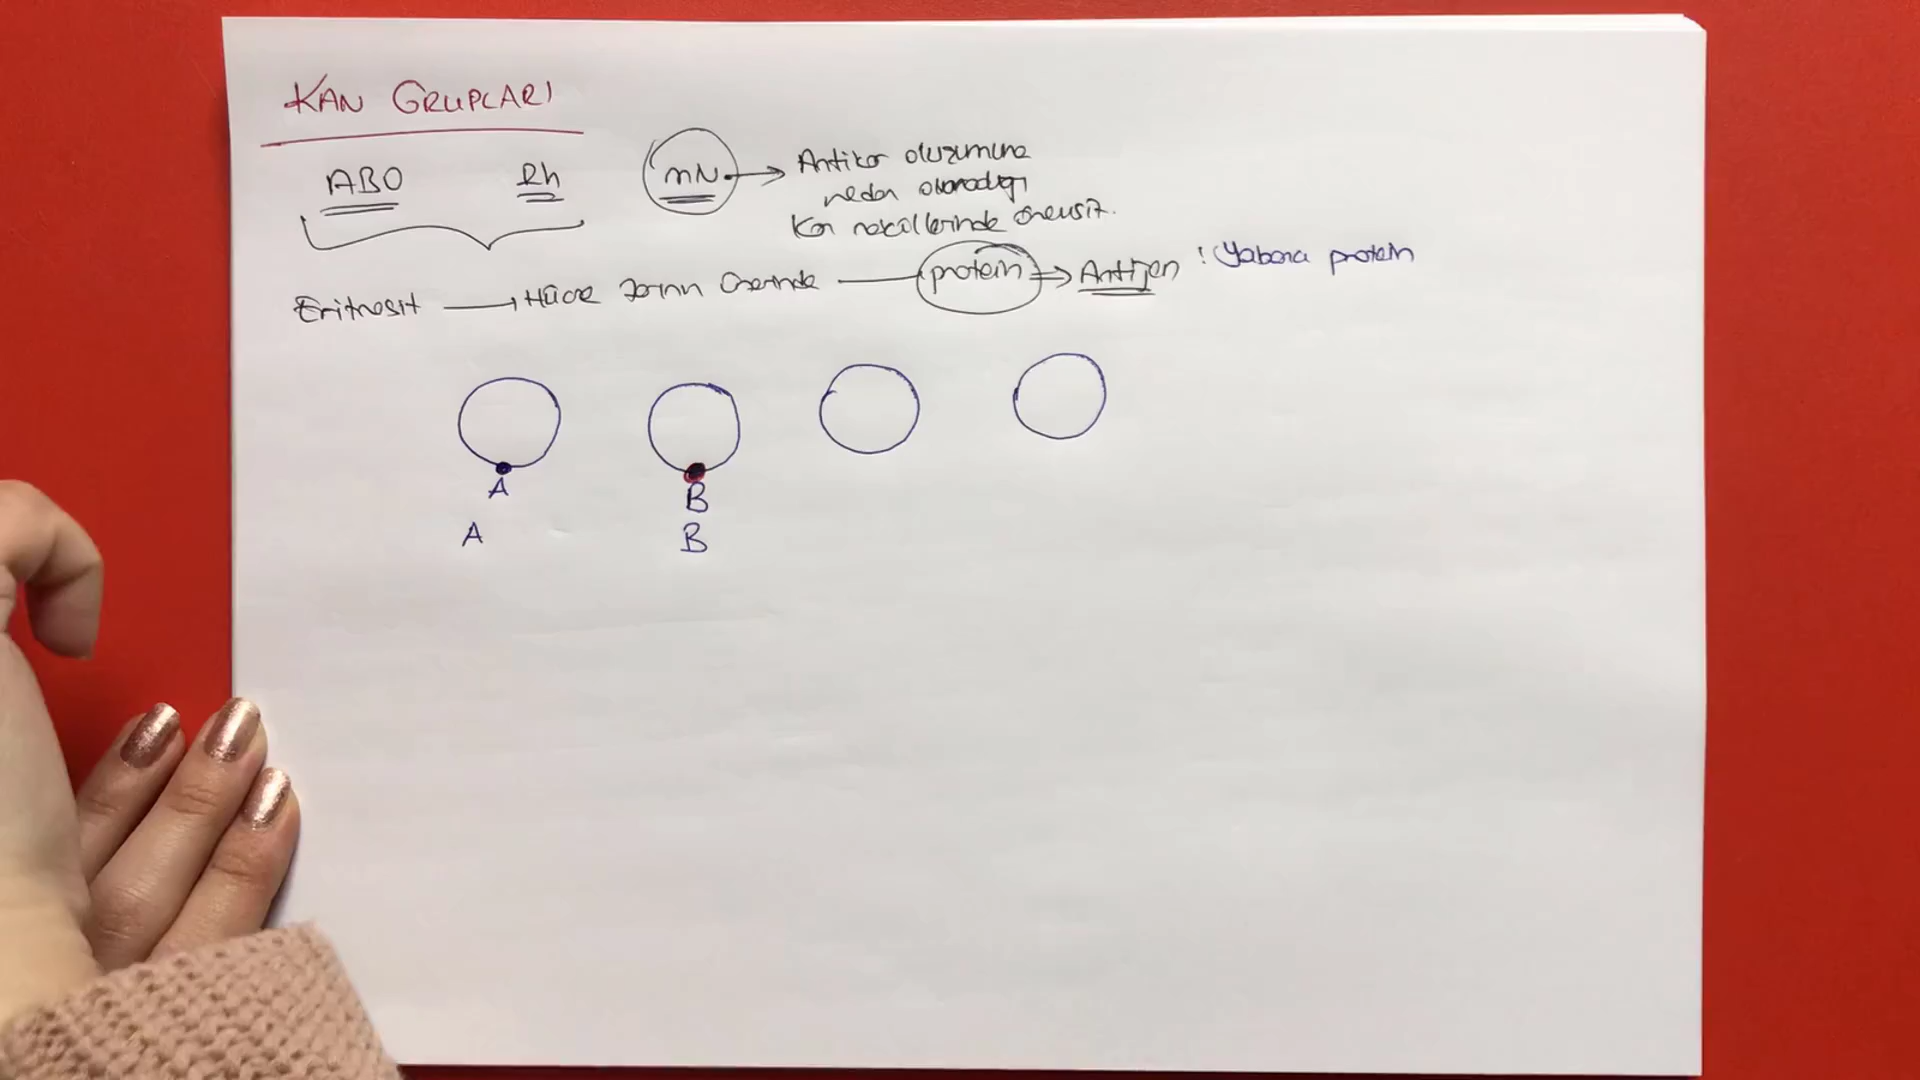 KAN GRUPLARI
ABO Rh MN → Antikor oluşumuna
neden olmadığı
Kan nakillerinde önemsiz.
Eritrosit → Hücre zarının üzerinde — protein ⇒ Antijen : Yabancı protein
A B
A B